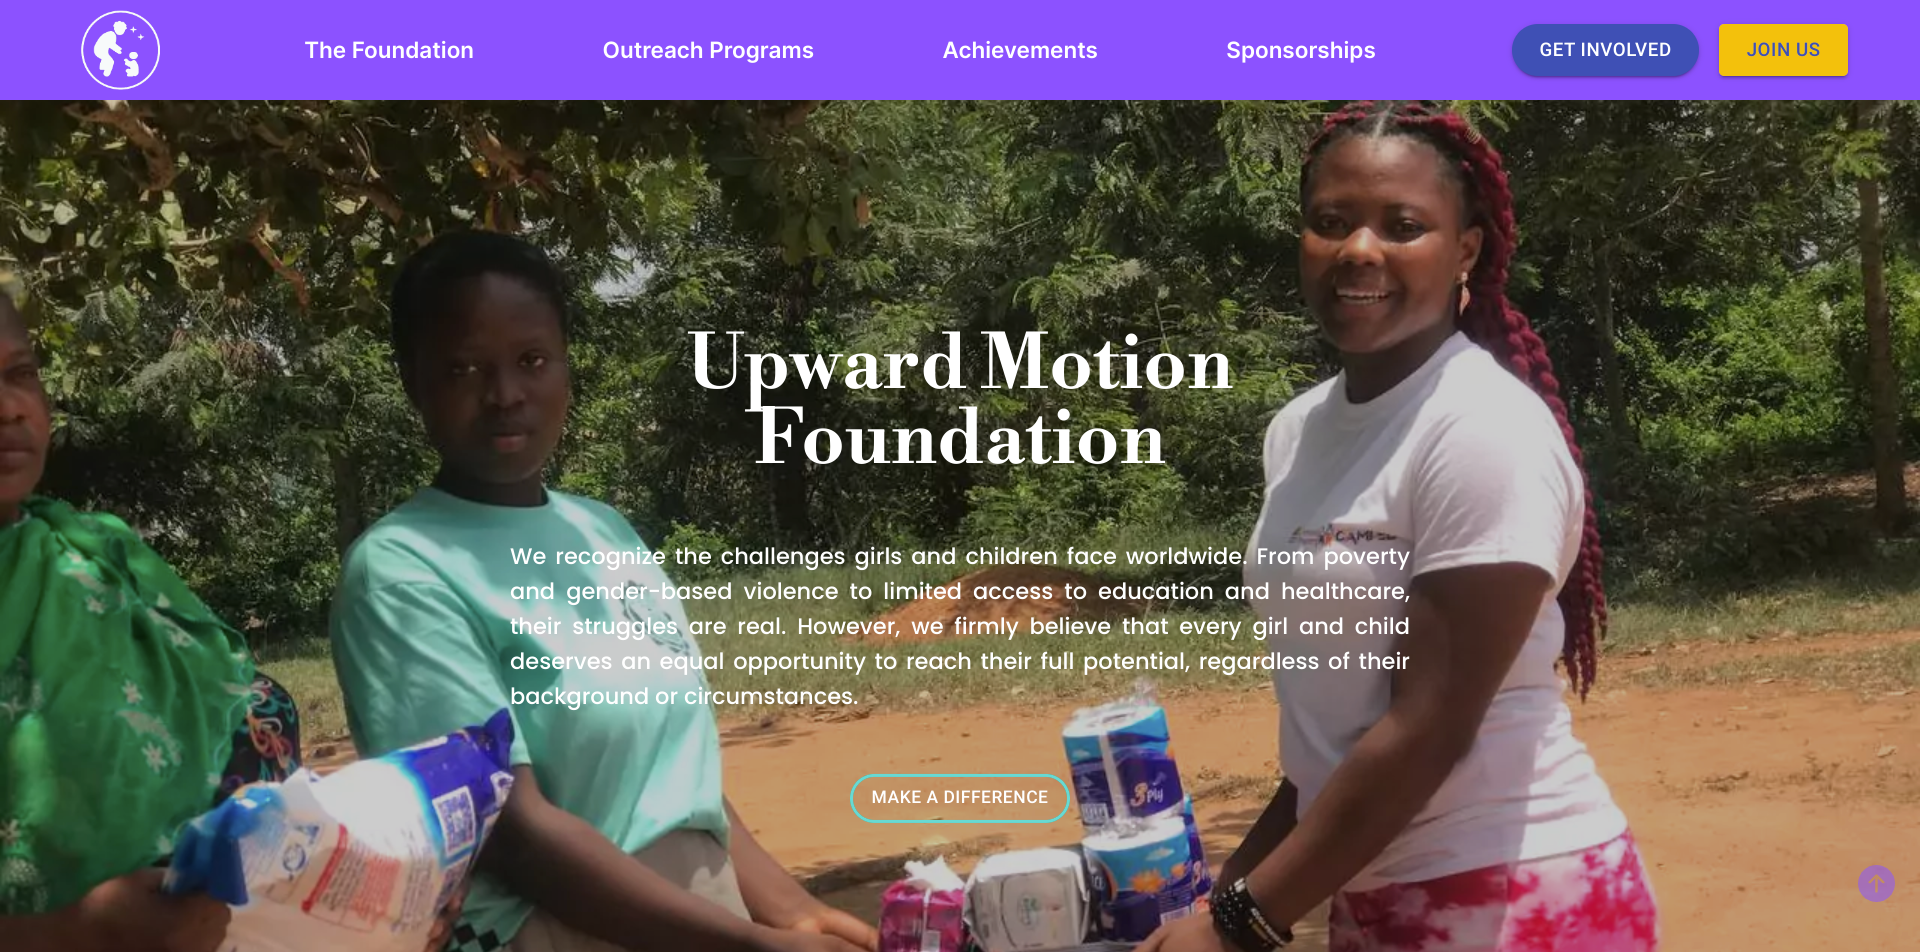 The Foundation
Outreach Programs
Achievements
Sponsorships
GET INVOLVED
JOIN US
Upward Motion
Foundation
We recognize the challenges girls and children face worldwide. From poverty
and gender-based violence to limited access to education and healthcare,
their struggles are real. However, we firmly believe that every girl and child
deserves an equal opportunity to reach their full potential, regardless of their
background or circumstances.
MAKE A DIFFERENCE
3ply